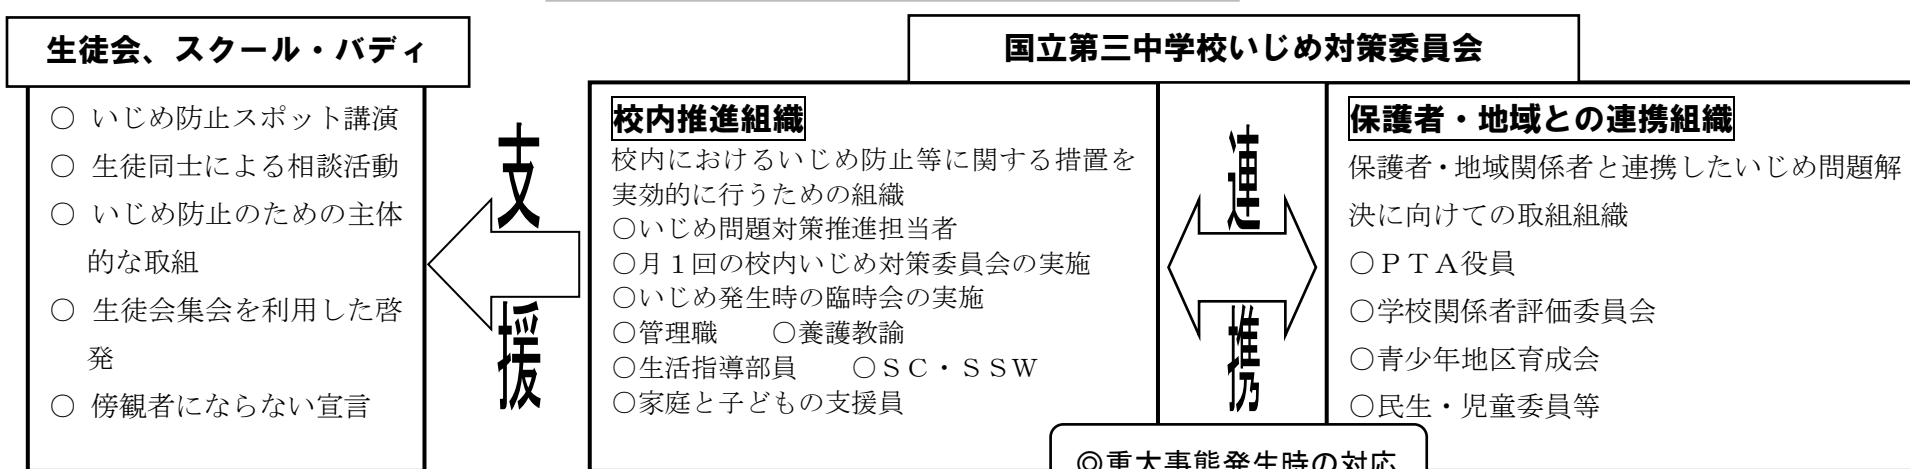 生徒会、スクール・バディ
○ いじめ防止スポット講演
○ 生徒同士による相談活動
○ いじめ防止のための主体
的な取組
○ 生徒会集会を利用した啓
発
○ 傍観者にならない宣言
支援
国立第三中学校いじめ対策委員会
校内推進組織
校内におけるいじめ防止等に関する措置を
実効的に行うための組織
○いじめ問題対策推進担当者
○月１回の校内いじめ対策委員会の実施
○いじめ発生時の臨時会の実施
○管理職　　○養護教諭
○生活指導部員　　○ＳＣ・ＳＳＷ
○家庭と子どもの支援員
連携
保護者・地域との連携組織
保護者・地域関係者と連携したいじめ問題解
決に向けての取組組織
○ＰＴＡ役員
○学校関係者評価委員会
○青少年地区育成会
○民生・児童委員等
◎重大事態発生時の対応